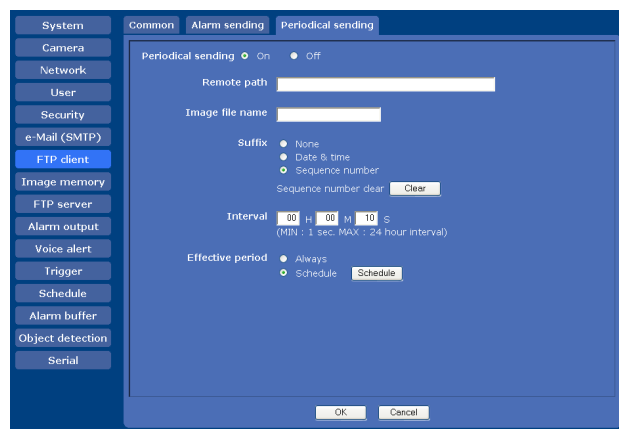 System
Camera
Network
User
Security
e-Mail (SMTP)
FTP client
Image memory
FTP server
Alarm output
Voice alert
Trigger
Schedule
Alarm buffer
Object detection
Serial
Common Alarm sending Periodical sending
Periodical sending On Off
Remote path
Image file name
Suffix None
Date & time
Sequence number
Sequence number clear Clear
Interval 00 H 00 M 10 S
(MIN : 1 sec. MAX : 24 hour interval)
Effective period Always
Schedule Schedule
OK Cancel